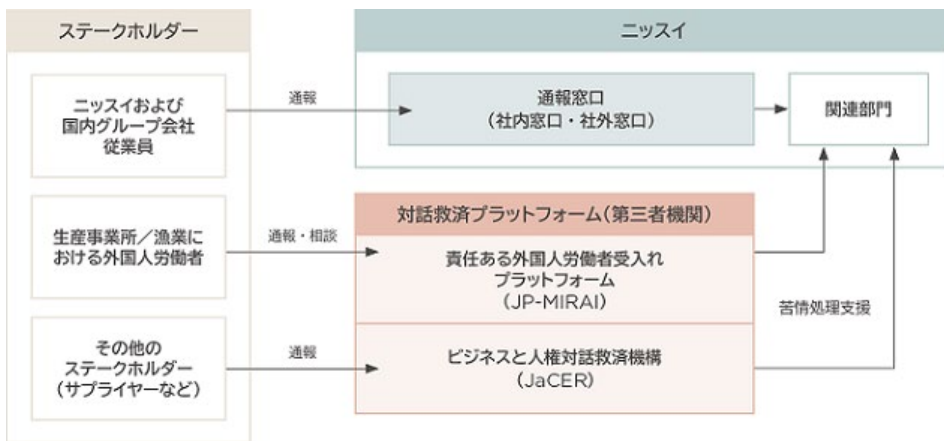 ステークホルダー
ニッスイおよび
国内グループ会社
従業員
生産事業所／漁業に
おける外国人労働者
その他の
ステークホルダー
（サプライヤーなど）
通報
通報・相談
通報
ニッスイ
通報窓口
（社内窓口・社外窓口）
関連部門
対話救済プラットフォーム（第三者機関）
責任ある外国人労働者受入れ
プラットフォーム
（JP-MIRAI）
ビジネスと人権対話救済機構
（JaCER）
苦情処理支援